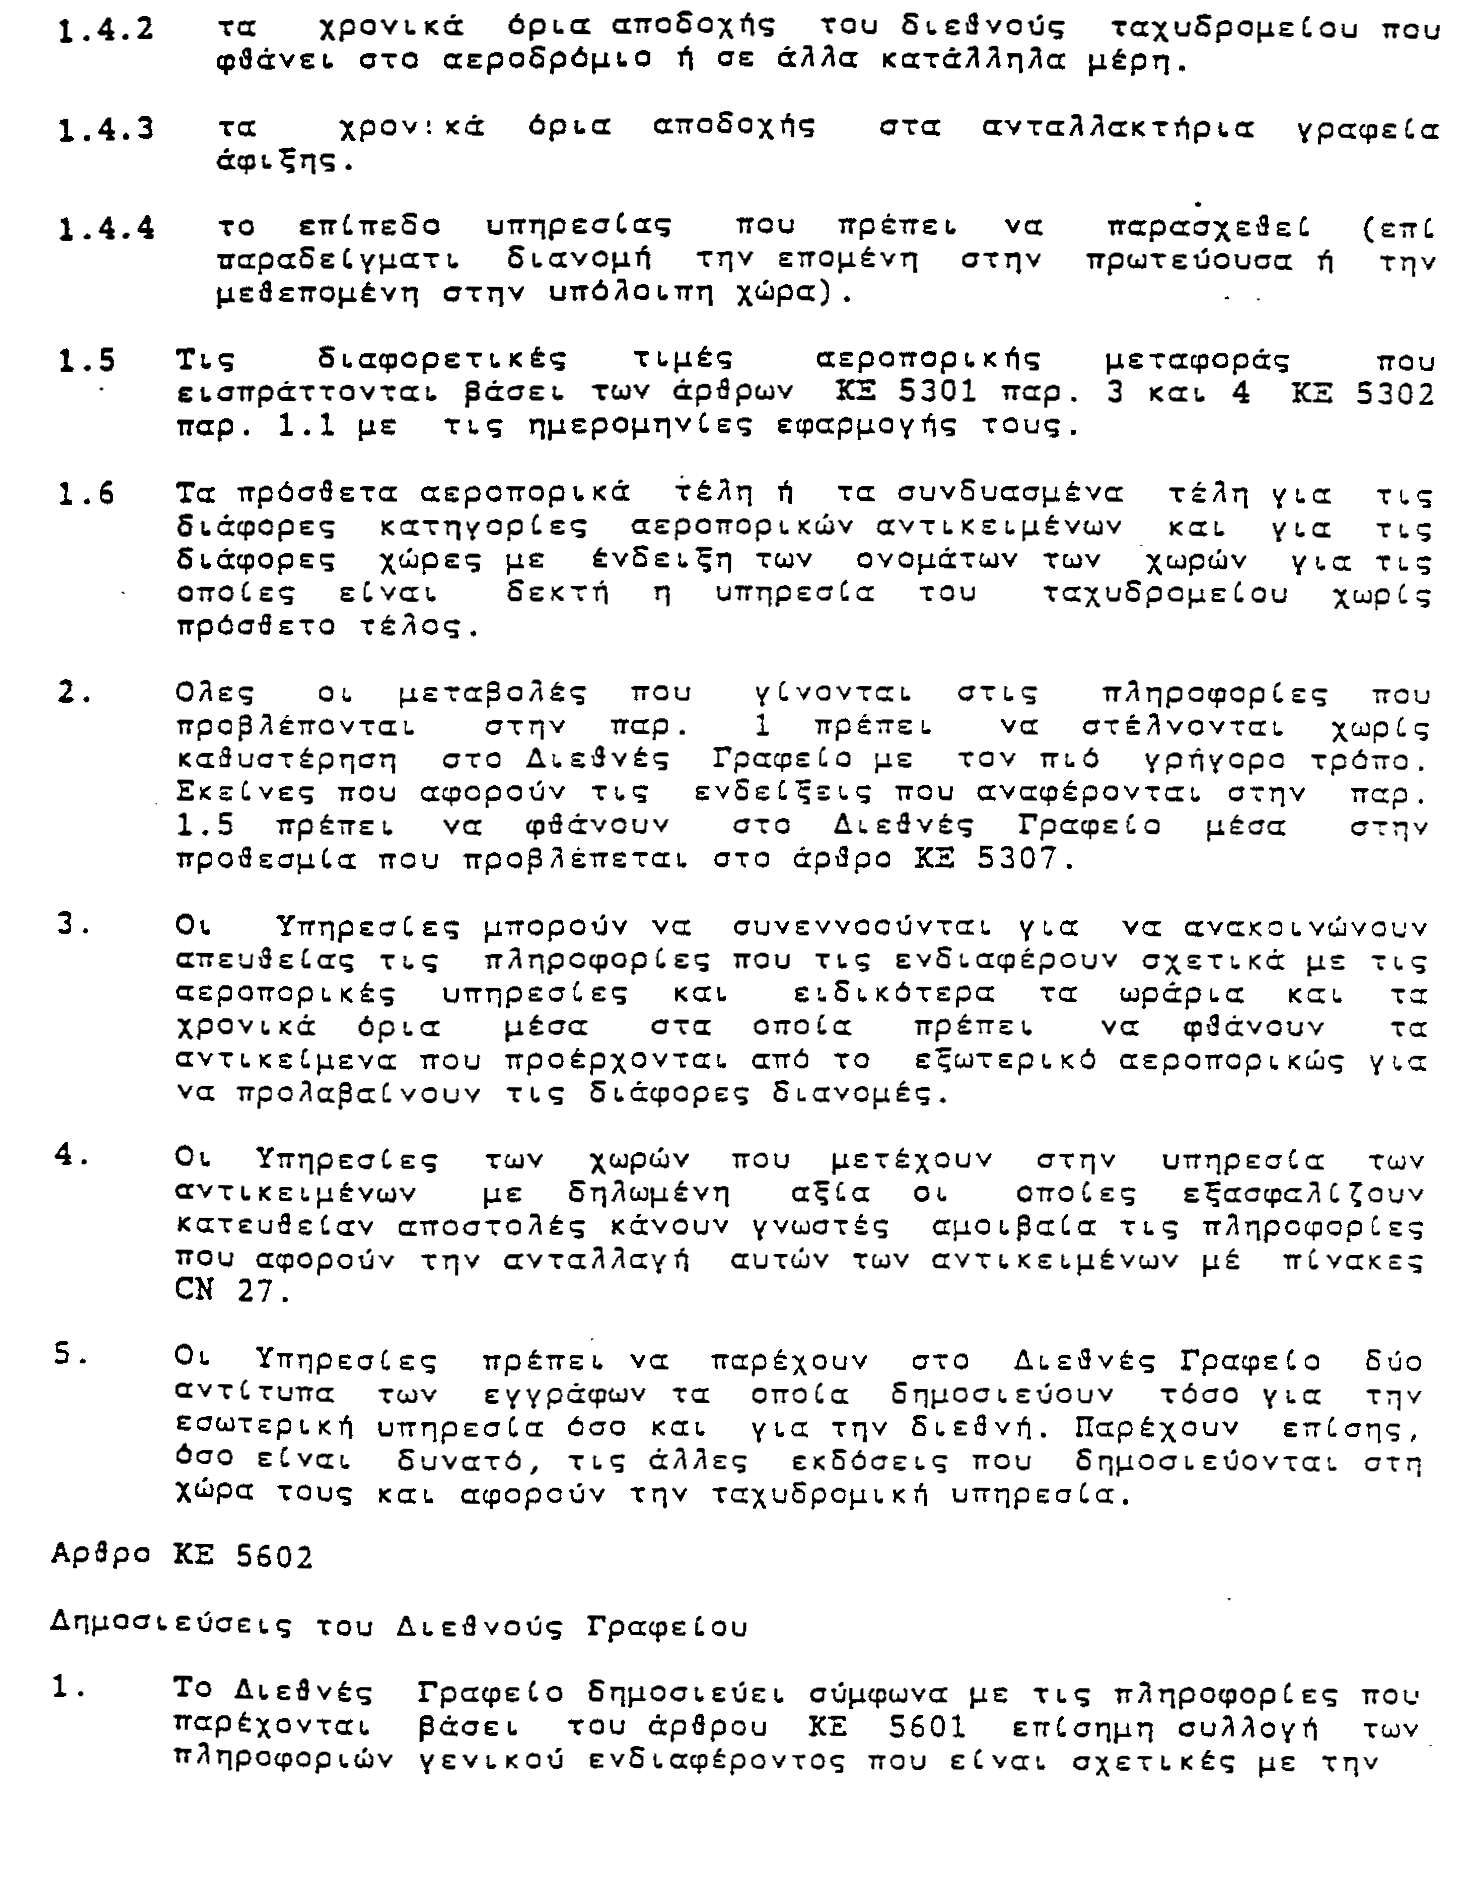 1.4.2 τα χρονικά όρια αποδοχής του διεθνούς ταχυδρομείου που
φθάνει στο αεροδρόμιο ή σε άλλα κατάλληλα μέρη.
1.4.3 τα χρονικά όρια αποδοχής στα ανταλλακτήρια γραφεία
άφιξης.
1.4.4 το επίπεδο υπηρεσίας που πρέπει να παρασχεθεί (επί
παραδείγματι διανομή την επομένη στην πρωτεύουσα ή την
μεθεπομένη στην υπόλοιπη χώρα).
1.5 Τις διαφορετικές τιμές αεροπορικής μεταφοράς που
εισπράττονται βάσει των άρθρων ΚΞ 5301 παρ. 3 και 4 ΚΞ 5302
παρ. 1.1 με τις ημερομηνίες εφαρμογής τους.
1.6 Τα πρόσθετα αεροπορικά τέλη ή τα συνδυασμένα τέλη για τις
διάφορες κατηγορίες αεροπορικών αντικειμένων και για τις
διάφορες χώρες με ένδειξη των ονομάτων των χωρών για τις
οποίες είναι δεκτή η υπηρεσία του ταχυδρομείου χωρίς
πρόσθετο τέλος.
2. Ολες οι μεταβολές που γίνονται στις πληροφορίες που
προβλέπονται στην παρ. 1 πρέπει να στέλνονται χωρίς
καθυστέρηση στο Διεθνές Γραφείο με τον πιό γρήγορο τρόπο.
Εκείνες που αφορούν τις ενδείξεις που αναφέρονται στην παρ.
1.5 πρέπει να φθάνουν στο Διεθνές Γραφείο μέσα στην
προθεσμία που προβλέπεται στο άρθρο ΚΞ 5307.
3. Οι Υπηρεσίες μπορούν να συνεννοούνται για να ανακοινώνουν
απευθείας τις πληροφορίες που τις ενδιαφέρουν σχετικά με τις
αεροπορικές υπηρεσίες και ειδικότερα τα ωράρια και τα
χρονικά όρια μέσα στα οποία πρέπει να φθάνουν τα
αντικείμενα που προέρχονται από το εξωτερικό αεροπορικώς για
να προλαβαίνουν τις διάφορες διανομές.
4. Οι Υπηρεσίες των χωρών που μετέχουν στην υπηρεσία των
αντικειμένων με δηλωμένη αξία οι οποίες εξασφαλίζουν
κατευθείαν αποστολές κάνουν γνωστές αμοιβαία τις πληροφορίες
που αφορούν την ανταλλαγή αυτών των αντικειμένων μέ πίνακες
CN 27.
5. Οι Υπηρεσίες πρέπει να παρέχουν στο Διεθνές Γραφείο δύο
αντίτυπα των εγγράφων τα οποία δημοσιεύουν τόσο για την
εσωτερική υπηρεσία όσο και για την διεθνή. Παρέχουν επίσης,
όσο είναι δυνατό, τις άλλες εκδόσεις που δημοσιεύονται στη
χώρα τους και αφορούν την ταχυδρομική υπηρεσία.
Αρθρο ΚΞ 5602
Δημοσιεύσεις του Διεθνούς Γραφείου
1. Το Διεθνές Γραφείο δημοσιεύει σύμφωνα με τις πληροφορίες που
παρέχονται βάσει του άρθρου ΚΞ 5601 επίσημη συλλογή των
πληροφοριών γενικού ενδιαφέροντος που είναι σχετικές με την